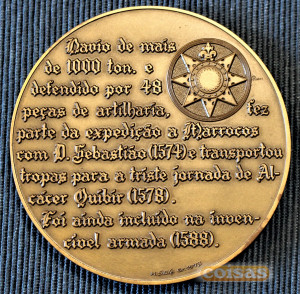 Navio de mais
de 1000 ton. e
defendido por 48
peças de artilharia, fez
parte da expedição a Marrocos
com D. Sebastião (1574) e transportou
tropas para a triste jornada de Al-
cácer Quibir (1578).
Foi ainda incluido na inven-
cível armada (1588).
coisas